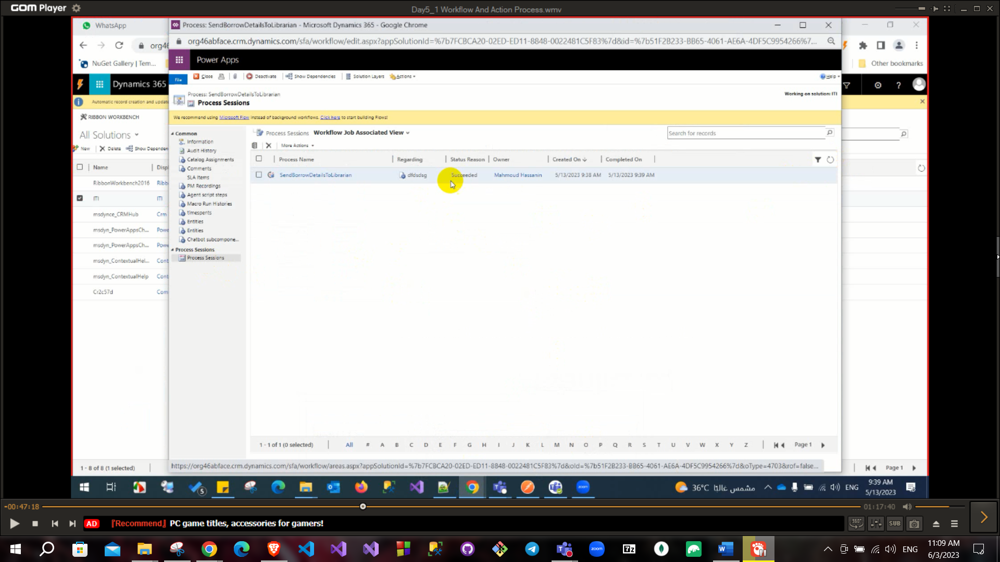 GOM Player
Day5_1 Workflow And Action Process.wmv
WhatsApp
Process: SendBorrowDetailsToLibrarian - Microsoft Dynamics 365 - Google Chrome
org46abface.crm.dynamics.com/sfa/workflow/edit.aspx?appSolutionId=%7b7FCBCA20-02ED-ED11-8848-0022481C5F83%7d&id=%7b51F2B233-BB65-4061-AE6A-4DF5C9954266%7...
NuGet Gallery | Tem...
Other bookmarks
Power Apps
Dynamics 365
File
Close
Deactivate
Show Dependencies
Solution Layers
Actions
Help
Process: SendBorrowDetailsToLibrarian
Process Sessions
Working on solution: ITI
Automatic record creation and update
We recommend using Microsoft Flow instead of background workflows. Click here to start building Flows!
RIBBON WORKBENCH
All Solutions
New
Delete
Show Dependen
Name
Displ
RibbonWorkbench2016
Ribb
ITI
ITI
msdynce_CRMHub
Crm
msdyn_PowerAppsCh...
Powe
msdyn_PowerAppsCh...
Powe
msdyn_ContextualHel...
Cont
msdyn_ContextualHelp
Cont
Cr2c57d
Com
1 - 8 of 8 (1 selected)
Common
Information
Audit History
Catalog Assignments
Comments
SLA Items
PM Recordings
Agent script steps
Macro Run Histories
timespents
Entities
Entities
Chatbot subcompone...
Process Sessions
Process Sessions
Process Sessions Workflow Job Associated View
Search for records
More Actions
Process Name
Regarding
Status Reason
Owner
Created On
Completed On
SendBorrowDetailsToLibrarian
dfdsdsg
Succeeded
Mahmoud Hassanin
5/13/2023 9:38 AM
5/13/2023 9:39 AM
1 - 1 of 1 (0 selected)
All # A B C D E F G H I J K L M N O P Q R S T U V W X Y Z
Page 1
https://org46abface.crm.dynamics.com/sfa/workflow/areas.aspx?appSolutionId=%7b7FCBCA20-02ED-ED11-8848-0022481C5F83%7d&oId=%7b51F2B233-BB65-4061-AE6A-4DF5C9954266%7d&oType=4703&rof=false...
Page 1
5
zoom
36°C مشمس غالبًا
ENG
9:39 AM
5/13/2023
-00:47:18
01:17:40
AD
『Recommend』 PC game titles, accessories for gamers!
360°
SUB
zoom
7z
ENG
11:09 AM
6/3/2023